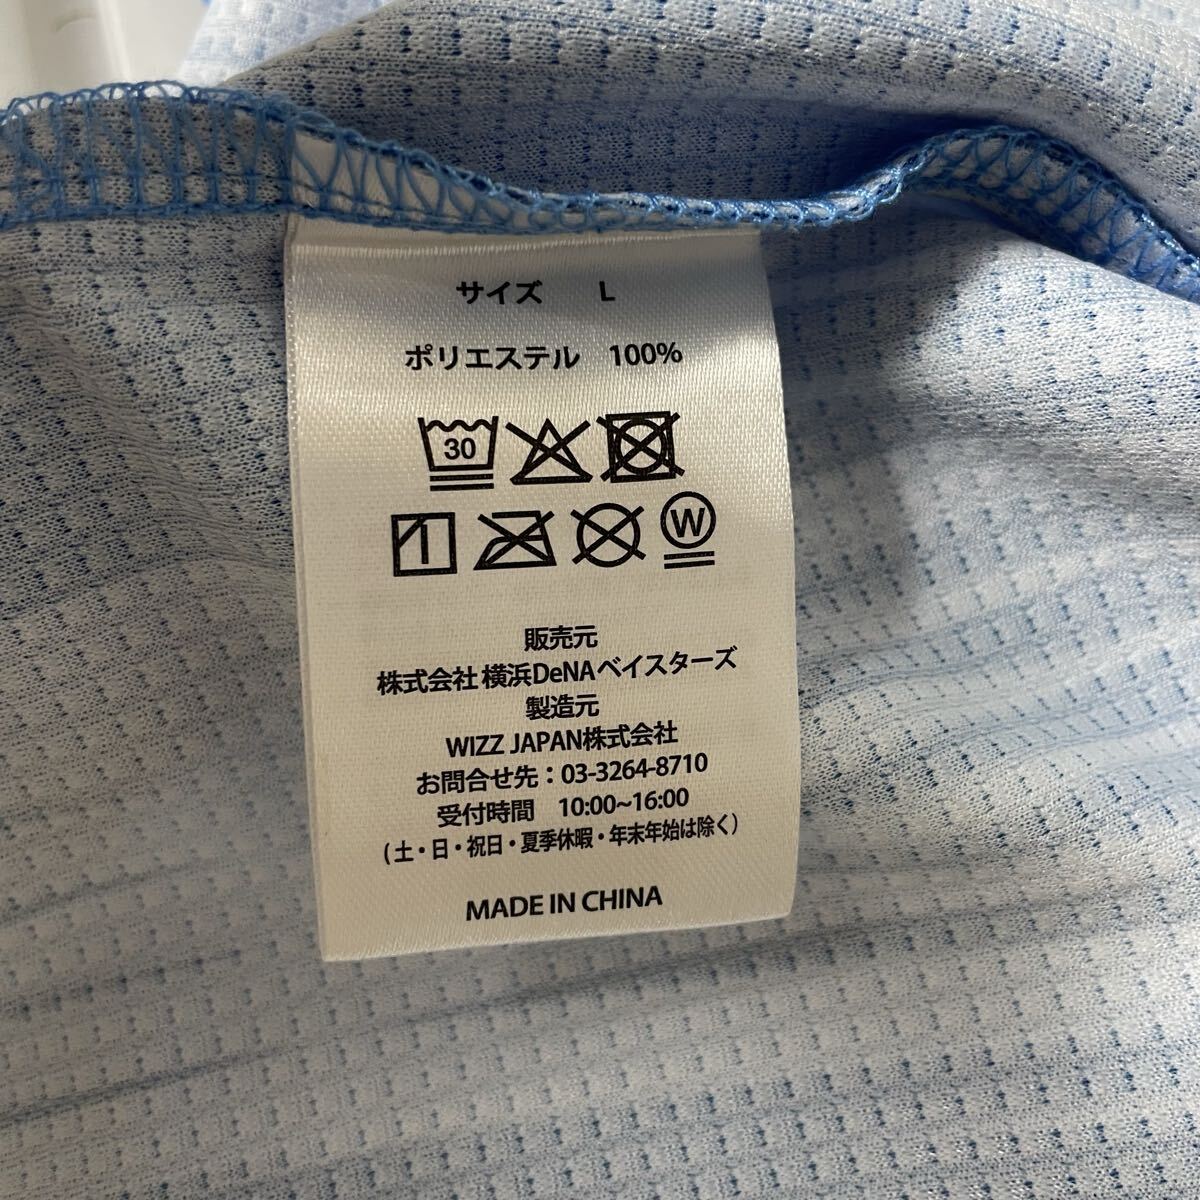 サイズ L
ポリエステル 100%
30
W
販売元
株式会社 横浜DeNAベイスターズ
製造元
WIZZ JAPAN株式会社
お問合せ先:03-3264-8710
受付時間 10:00~16:00
(土・日・祝日・夏季休暇・年末年始は除く)
MADE IN CHINA